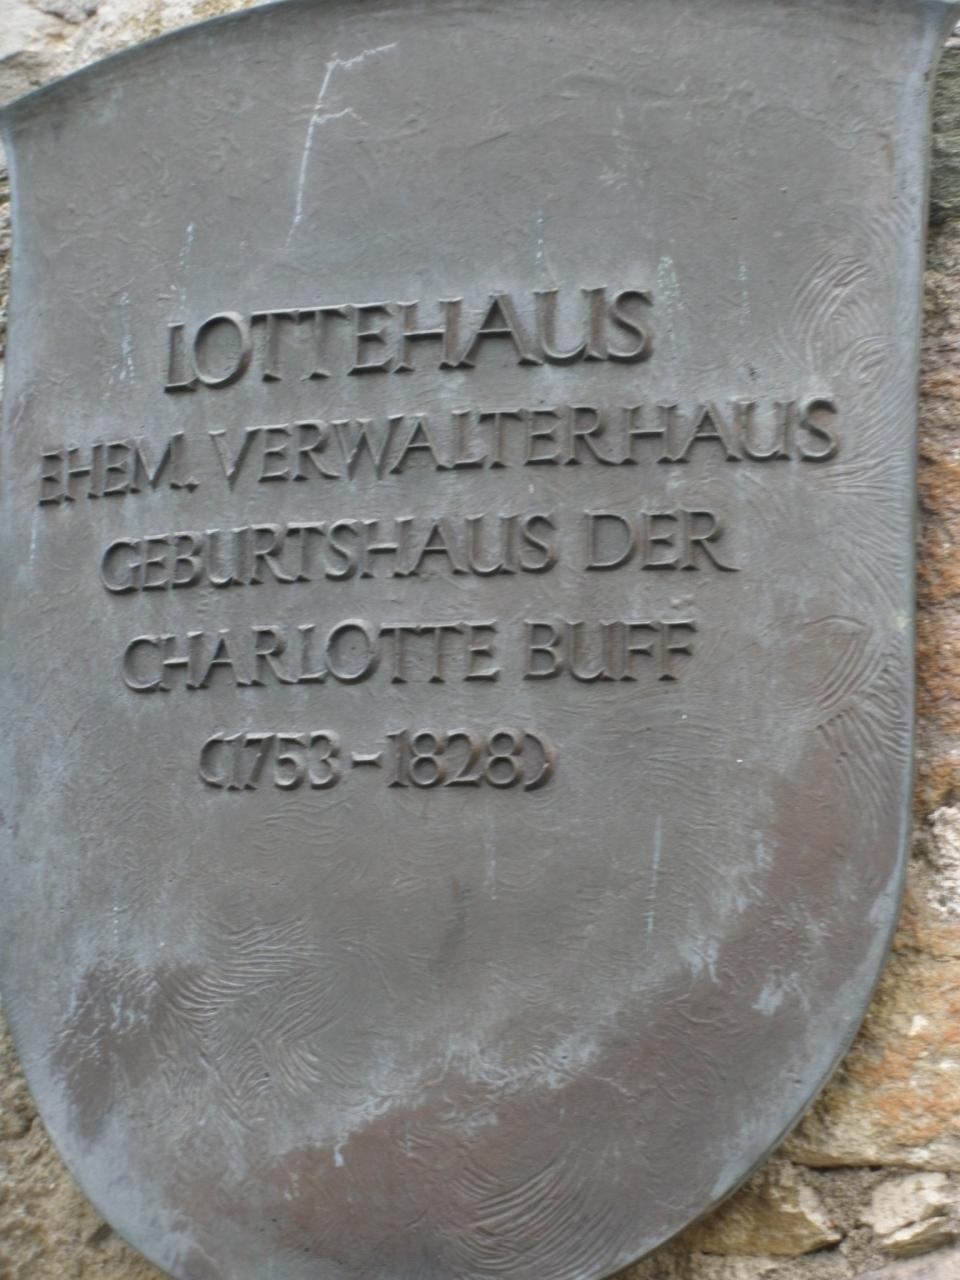 LOTTEHAUS
EHEM. VERWALTERHAUS
GEBURTSHAUS DER
CHARLOTTE BUFF
(1753-1828)